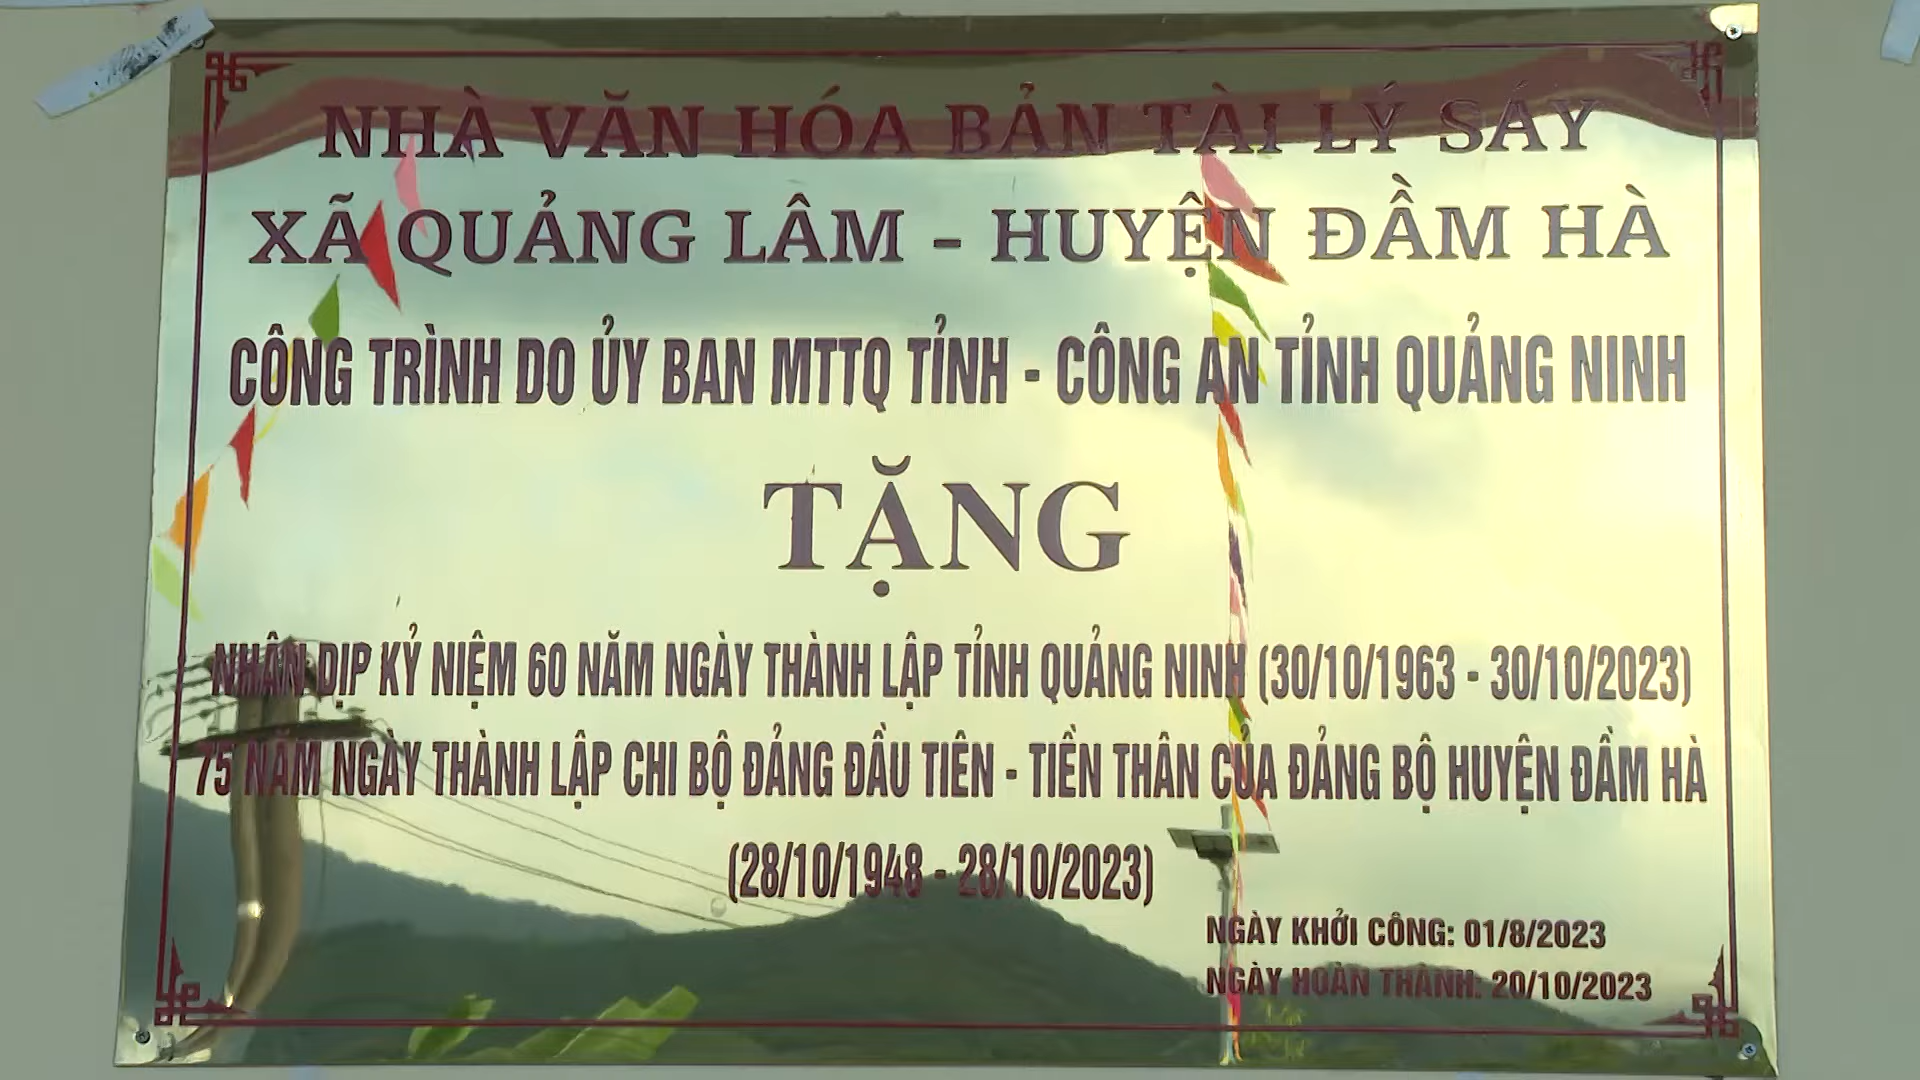 NHÀ VĂN HÓA BẢN TÀI LÝ SÁY
XÃ QUẢNG LÂM - HUYỆN ĐẦM HÀ
CÔNG TRÌNH DO ỦY BAN MTTQ TỈNH - CÔNG AN TỈNH QUẢNG NINH
TẶNG
NHÂN DỊP KỶ NIỆM 60 NĂM NGÀY THÀNH LẬP TỈNH QUẢNG NINH (30/10/1963 - 30/10/2023)
75 NĂM NGÀY THÀNH LẬP CHI BỘ ĐẢNG ĐẦU TIÊN - TIỀN THÂN CỦA ĐẢNG BỘ HUYỆN ĐẦM HÀ
(28/10/1948 - 28/10/2023)
NGÀY KHỞI CÔNG: 01/8/2023
NGÀY HOÀN THÀNH: 20/10/2023